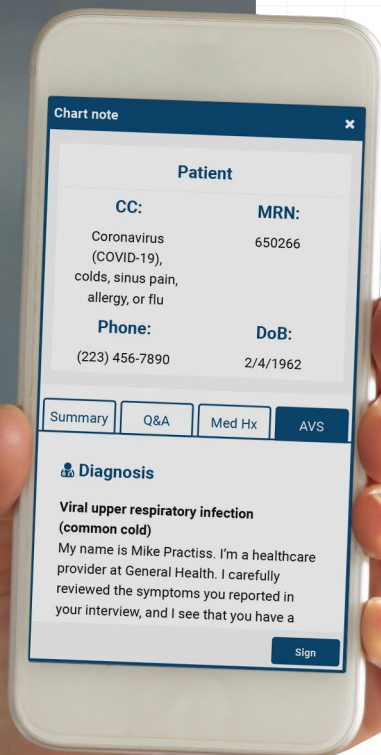 Chart note
×
Patient
CC:
Coronavirus
(COVID-19),
colds, sinus pain,
allergy, or flu
MRN:
650266
Phone:
(223) 456-7890
DoB:
2/4/1962
Summary
Q&A
Med Hx
AVS
Diagnosis
Viral upper respiratory infection
(common cold)
My name is Mike Practiss. I'm a healthcare
provider at General Health. I carefully
reviewed the symptoms you reported in
your interview, and I see that you have a
Sign